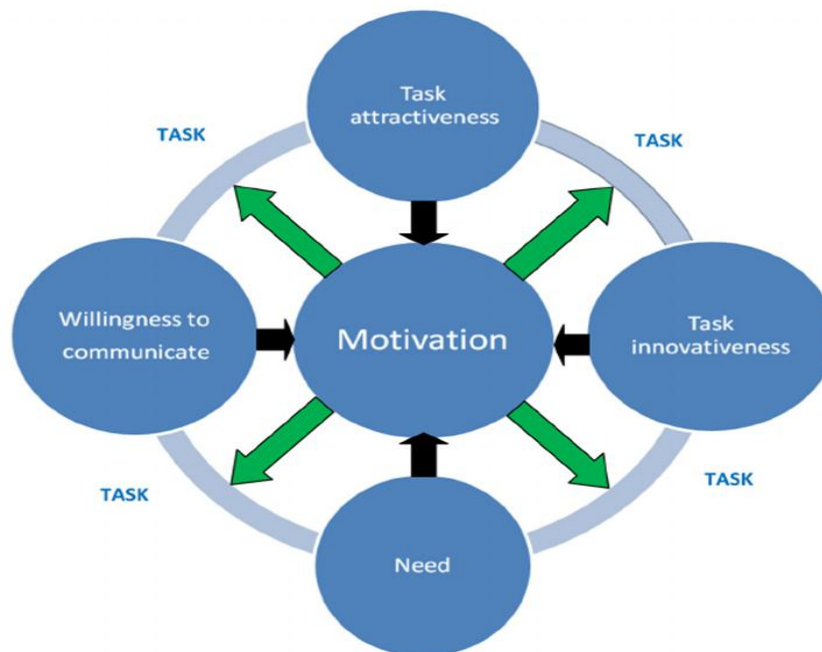 Task
attractiveness
TASK
TASK
Willingness to
communicate
Motivation
Task
innovativeness
TASK
TASK
Need